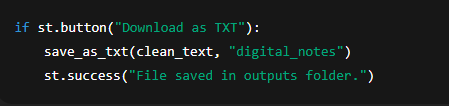 if st.button("Download as TXT"):
    save_as_txt(clean_text, "digital_notes")
    st.success("File saved in outputs folder.")